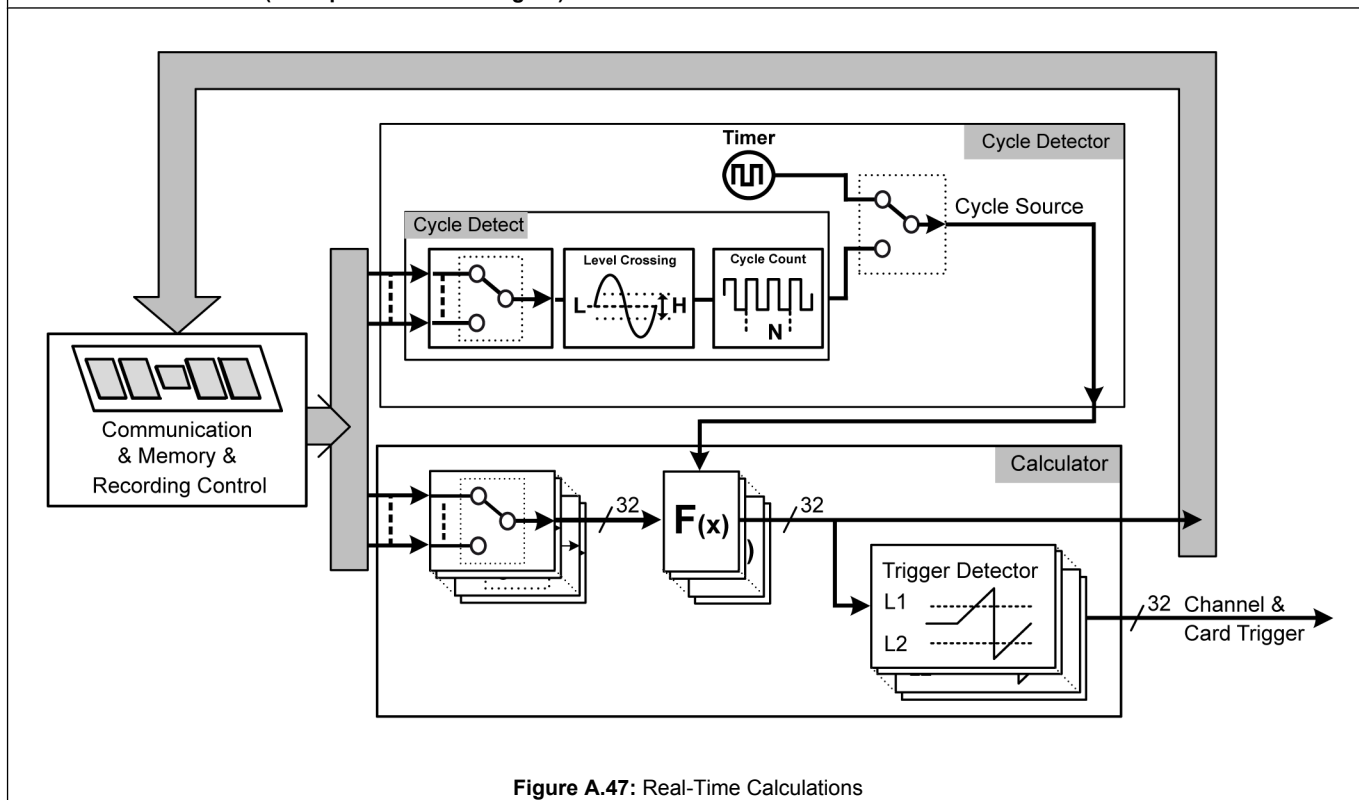 Timer
Cycle Detector
Cycle Source
Cycle Detect
Level Crossing
L
H
Cycle Count
N
Communication
& Memory &
Recording Control
Calculator
32
F(x)
)
32
Trigger Detector
L1
L2
32
Channel &
Card Trigger
Figure A.47: Real-Time Calculations